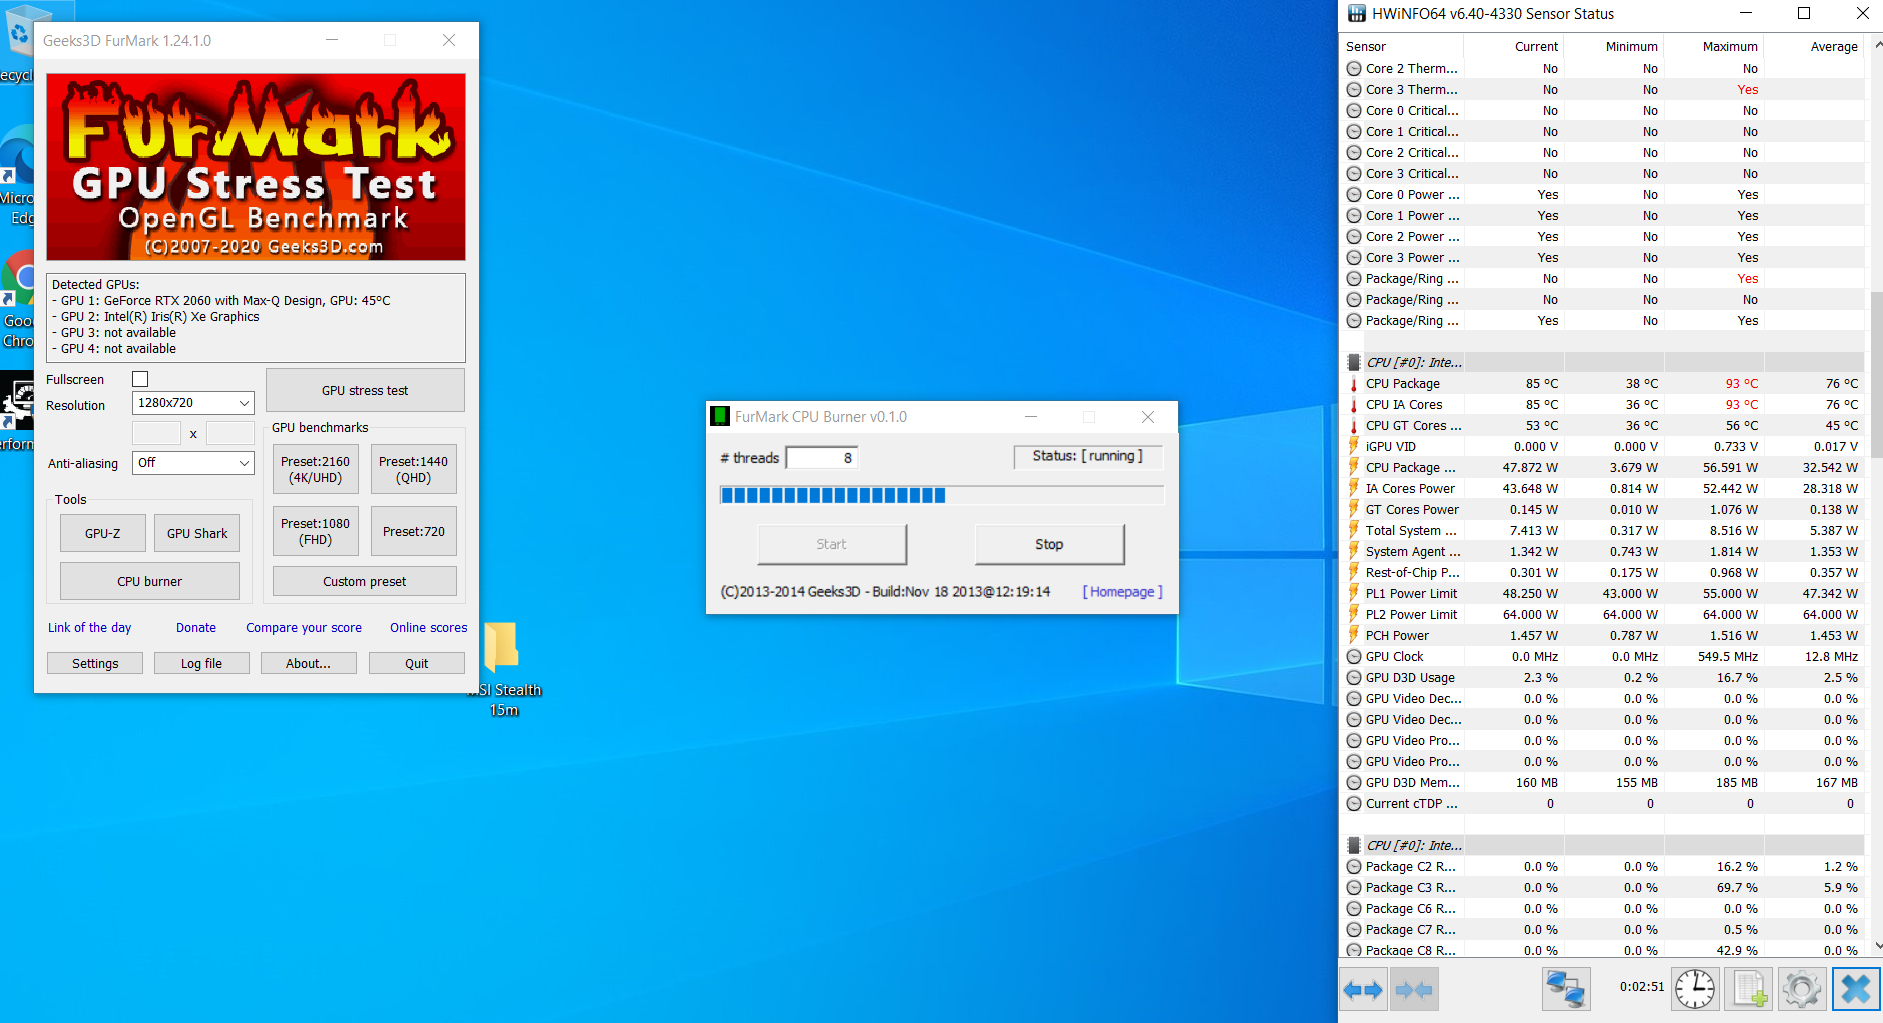 Geeks3D FurMark 1.24.1.0
FurMark
GPU Stress Test
OpenGL Benchmark
(C)2007-2020 Geeks3D.com
Detected GPUs:
- GPU 1: GeForce RTX 2060 with Max-Q Design, GPU: 45°C
- GPU 2: Intel(R) Iris(R) Xe Graphics
- GPU 3: not available
- GPU 4: not available
Fullscreen
Resolution 1280x720
x
Anti-aliasing Off
GPU stress test
GPU benchmarks
Preset:2160 (4K/UHD)
Preset:1440 (QHD)
Preset:1080 (FHD)
Preset:720
Custom preset
Tools
GPU-Z GPU Shark
CPU burner
Link of the day Donate Compare your score Online scores
Settings Log file About... Quit
ecycl
Micro
Edg
Goo
Chro
erform
SI Stealth
15m
FurMark CPU Burner v0.1.0
# threads 8 Status: [ running ]
Start Stop
(C)2013-2014 Geeks3D - Build:Nov 18 2013@12:19:14 [ Homepage ]
HWiNFO64 v6.40-4330 Sensor Status
Sensor Current Minimum Maximum Average
Core 2 Therm... No No No
Core 3 Therm... No No Yes
Core 0 Critical... No No No
Core 1 Critical... No No No
Core 2 Critical... No No No
Core 3 Critical... No No No
Core 0 Power ... Yes No Yes
Core 1 Power ... Yes No Yes
Core 2 Power ... Yes No Yes
Core 3 Power ... Yes No Yes
Package/Ring ... No No Yes
Package/Ring ... No No No
Package/Ring ... Yes No Yes
CPU [#0]: Inte...
CPU Package 85 °C 38 °C 93 °C 76 °C
CPU IA Cores 85 °C 36 °C 93 °C 76 °C
CPU GT Cores ... 53 °C 36 °C 56 °C 45 °C
iGPU VID 0.000 V 0.000 V 0.733 V 0.017 V
CPU Package ... 47.872 W 3.679 W 56.591 W 32.542 W
IA Cores Power 43.648 W 0.814 W 52.442 W 28.318 W
GT Cores Power 0.145 W 0.010 W 1.076 W 0.138 W
Total System ... 7.413 W 0.317 W 8.516 W 5.387 W
System Agent ... 1.342 W 0.743 W 1.814 W 1.353 W
Rest-of-Chip P... 0.301 W 0.175 W 0.968 W 0.357 W
PL1 Power Limit 48.250 W 43.000 W 55.000 W 47.342 W
PL2 Power Limit 64.000 W 64.000 W 64.000 W 64.000 W
PCH Power 1.457 W 0.787 W 1.516 W 1.453 W
GPU Clock 0.0 MHz 0.0 MHz 549.5 MHz 12.8 MHz
GPU D3D Usage 2.3 % 0.2 % 16.7 % 2.5 %
GPU Video Dec... 0.0 % 0.0 % 0.0 % 0.0 %
GPU Video Dec... 0.0 % 0.0 % 0.0 % 0.0 %
GPU Video Pro... 0.0 % 0.0 % 0.0 % 0.0 %
GPU Video Pro... 0.0 % 0.0 % 0.0 % 0.0 %
GPU D3D Mem... 160 MB 155 MB 185 MB 167 MB
Current cTDP ... 0 0 0 0
CPU [#0]: Inte...
Package C2 R... 0.0 % 0.0 % 16.2 % 1.2 %
Package C3 R... 0.0 % 0.0 % 69.7 % 5.9 %
Package C6 R... 0.0 % 0.0 % 0.0 % 0.0 %
Package C7 R... 0.0 % 0.0 % 0.5 % 0.0 %
Package C8 R... 0.0 % 0.0 % 42.9 % 0.0 %
0:02:51